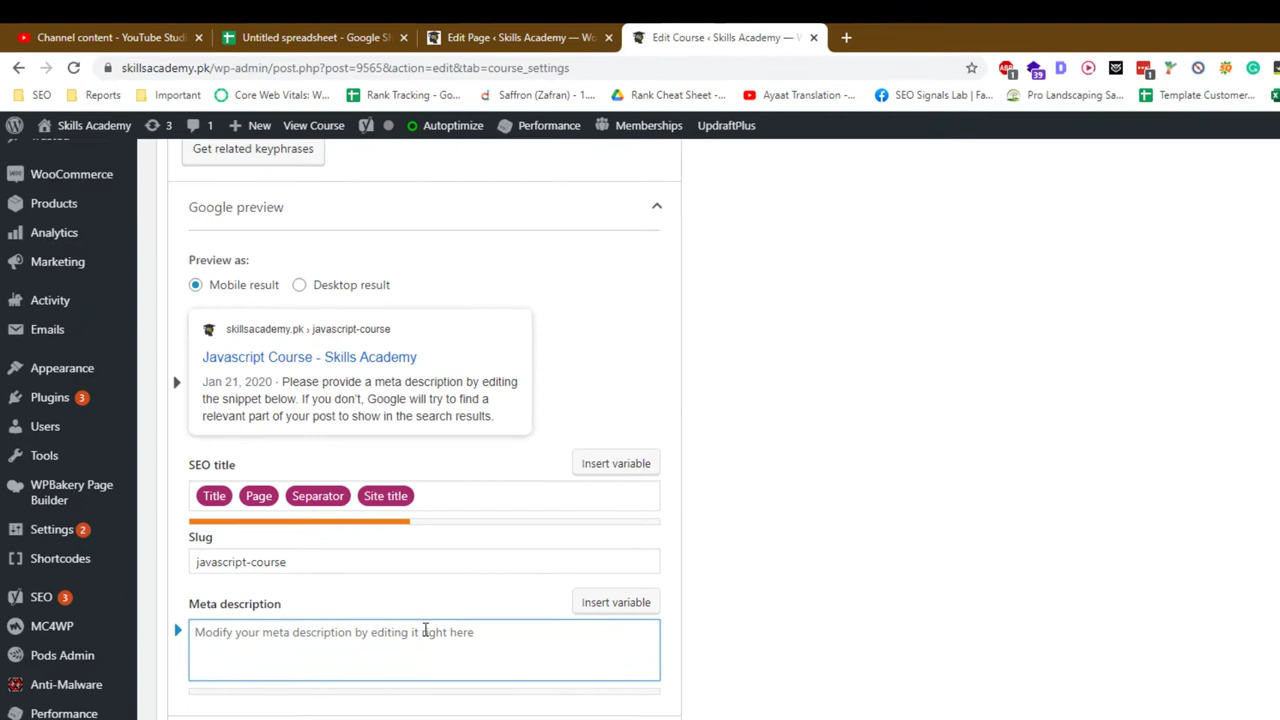 Channel content - YouTube Studi
Untitled spreadsheet - Google S
Edit Page ‹ Skills Academy — Wo
Edit Course ‹ Skills Academy — W
skillsacademy.pk/wp-admin/post.php?post=9565&action=edit&tab=course_settings
1
39
D
1
SEO
Reports
Important
Core Web Vitals: W...
Rank Tracking - Go...
Saffron (Zafran) - 1....
Rank Cheat Sheet -...
Ayaat Translation -...
SEO Signals Lab | Fa...
Pro Landscaping Sa...
Template Customer...
Skills Academy
3
1
New
View Course
Autoptimize
Performance
Memberships
UpdraftPlus
WooCommerce
Products
Analytics
Marketing
Activity
Emails
Appearance
Plugins 3
Users
Tools
WPBakery Page
Builder
Settings 2
Shortcodes
SEO 3
MC4WP
Pods Admin
Anti-Malware
Performance
Get related keyphrases
Google preview
Preview as:
Mobile result
Desktop result
skillsacademy.pk › javascript-course
Javascript Course - Skills Academy
Jan 21, 2020 · Please provide a meta description by editing
the snippet below. If you don't, Google will try to find a
relevant part of your post to show in the search results.
SEO title
Insert variable
Title Page Separator Site title
Slug
javascript-course
Meta description
Insert variable
Modify your meta description by editing it right here